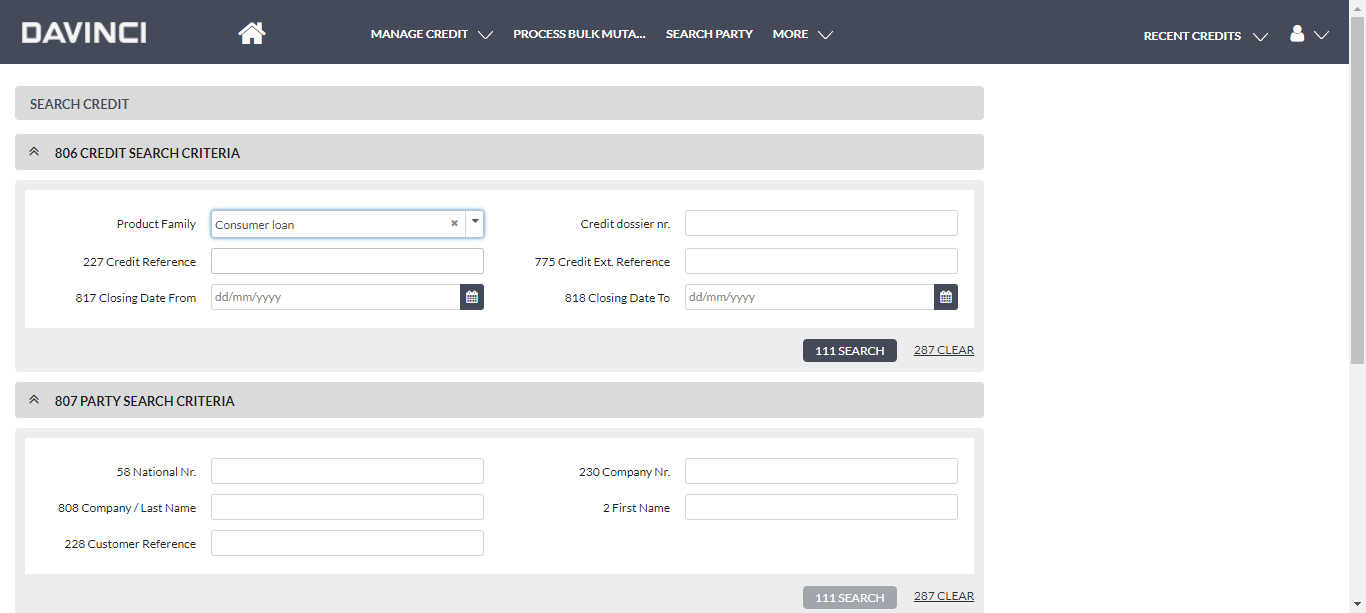 DAVINCI
MANAGE CREDIT PROCESS BULK MUTA... SEARCH PARTY MORE RECENT CREDITS
SEARCH CREDIT
806 CREDIT SEARCH CRITERIA
Product Family Consumer loan Credit dossier nr.
227 Credit Reference 775 Credit Ext. Reference
817 Closing Date From dd/mm/yyyy 818 Closing Date To dd/mm/yyyy
111 SEARCH 287 CLEAR
807 PARTY SEARCH CRITERIA
58 National Nr. 230 Company Nr.
808 Company / Last Name 2 First Name
228 Customer Reference
111 SEARCH 287 CLEAR